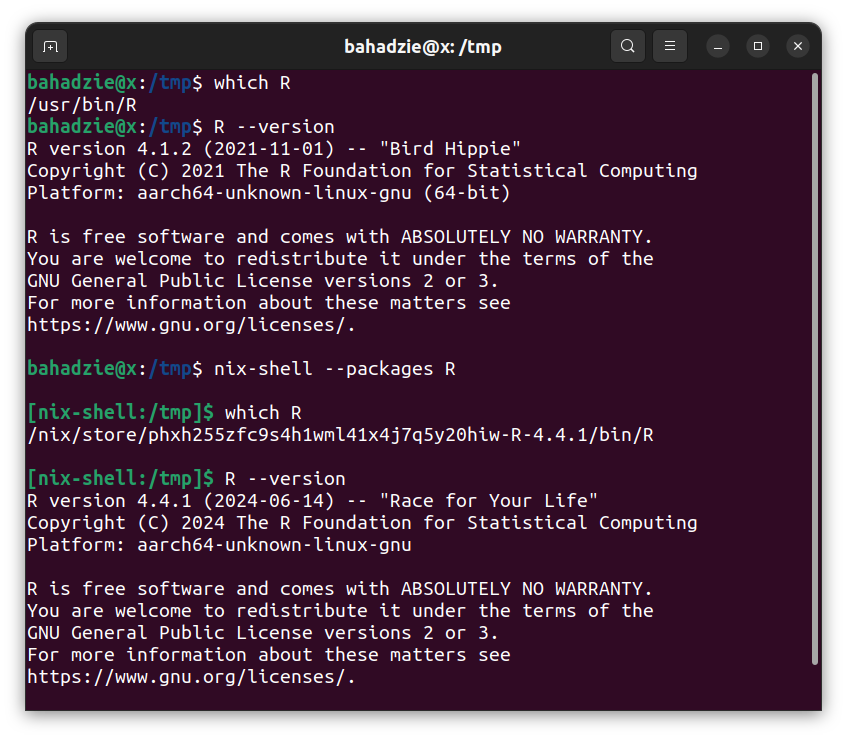 bahadzie@x: /tmp
bahadzie@x:/tmp$ which R
/usr/bin/R
bahadzie@x:/tmp$ R --version
R version 4.1.2 (2021-11-01) -- "Bird Hippie"
Copyright (C) 2021 The R Foundation for Statistical Computing
Platform: aarch64-unknown-linux-gnu (64-bit)

R is free software and comes with ABSOLUTELY NO WARRANTY.
You are welcome to redistribute it under the terms of the
GNU General Public License versions 2 or 3.
For more information about these matters see
https://www.gnu.org/licenses/.

bahadzie@x:/tmp$ nix-shell --packages R

[nix-shell:/tmp]$ which R
/nix/store/phxh255zfc9s4h1wml41x4j7q5y20hiw-R-4.4.1/bin/R

[nix-shell:/tmp]$ R --version
R version 4.4.1 (2024-06-14) -- "Race for Your Life"
Copyright (C) 2024 The R Foundation for Statistical Computing
Platform: aarch64-unknown-linux-gnu

R is free software and comes with ABSOLUTELY NO WARRANTY.
You are welcome to redistribute it under the terms of the
GNU General Public License versions 2 or 3.
For more information about these matters see
https://www.gnu.org/licenses/.